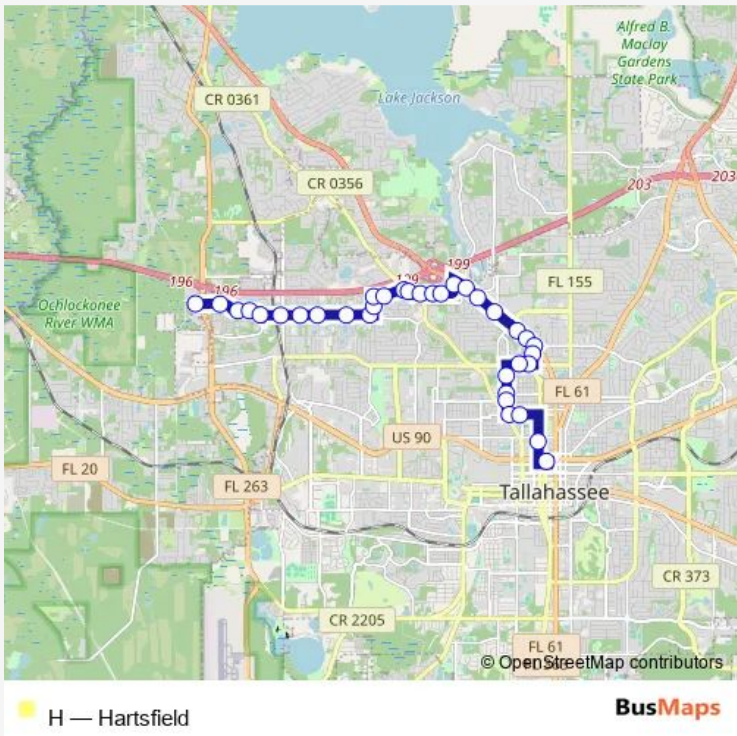 Alfred B.
Maclay
Gardens
State Park
CR 0361
Lake Jackson
CR 0356
203
203
199
196
196
FL 155
Ochlockonee
River WMA
FL 61
US 90
FL 20
FL 263
Tallahassee
CR 373
CR 2205
FL 61
© OpenStreetMap contributors
H — Hartsfield
BusMaps